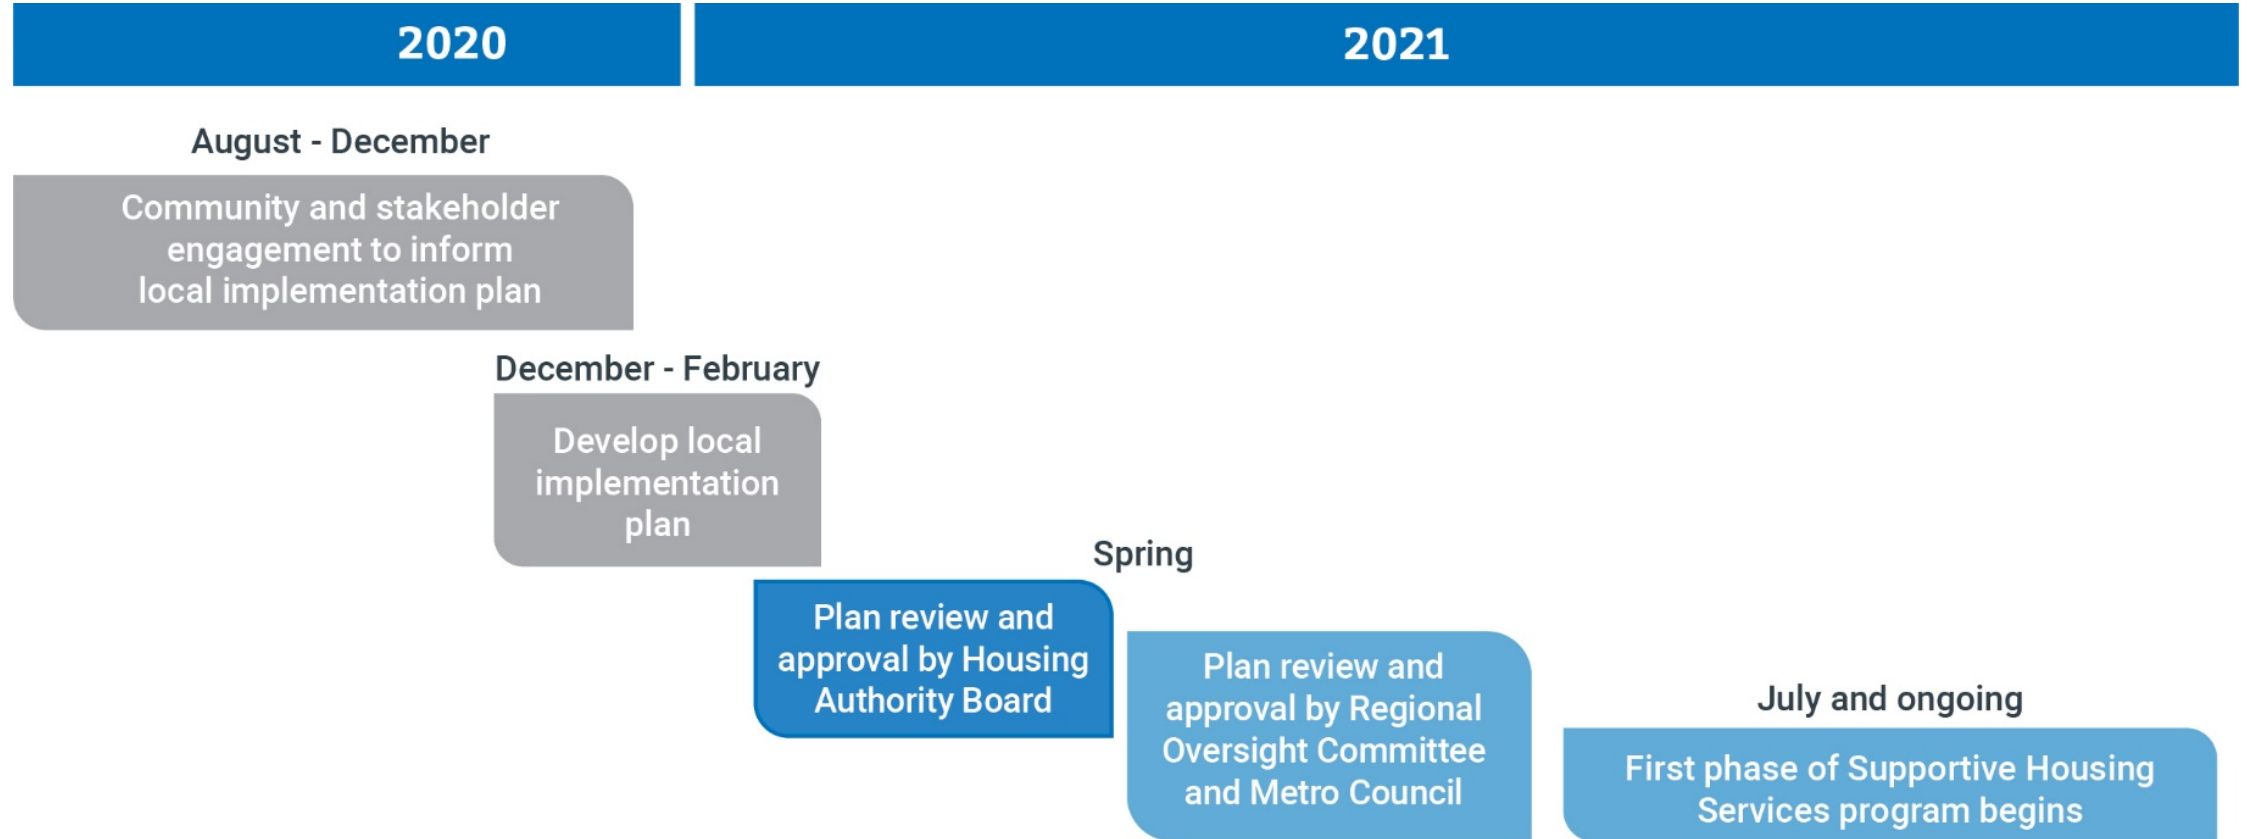 2020
2021
August - December
Community and stakeholder
engagement to inform
local implementation plan
December - February
Develop local
implementation
plan
Spring
Plan review and
approval by Housing
Authority Board
Plan review and
approval by Regional
Oversight Committee
and Metro Council
July and ongoing
First phase of Supportive Housing
Services program begins